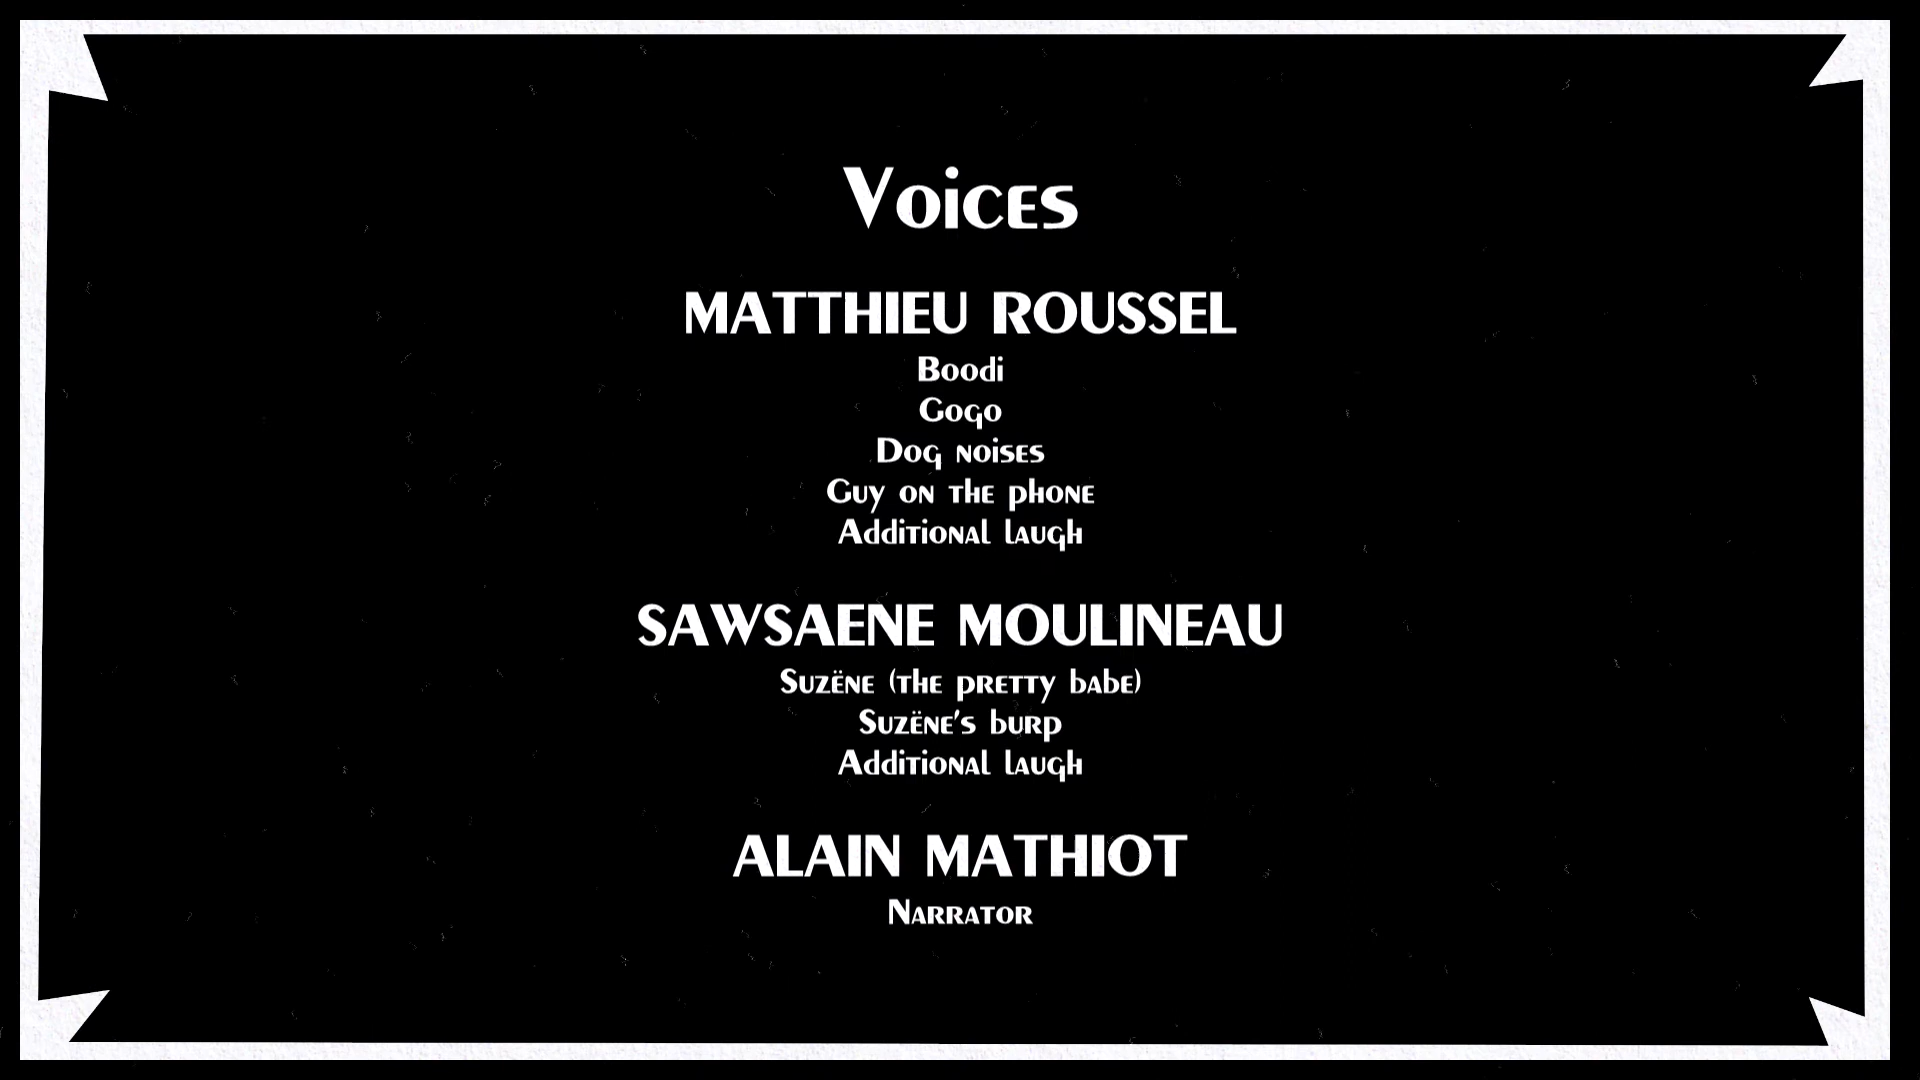 Voices
MATTHIEU ROUSSEL
Boodi
Gogo
Dog noises
Guy on the phone
Additional laugh
SAWSAENE MOULINEAU
Suzëne (the pretty babe)
Suzëne's burp
Additional laugh
ALAIN MATHIOT
Narrator